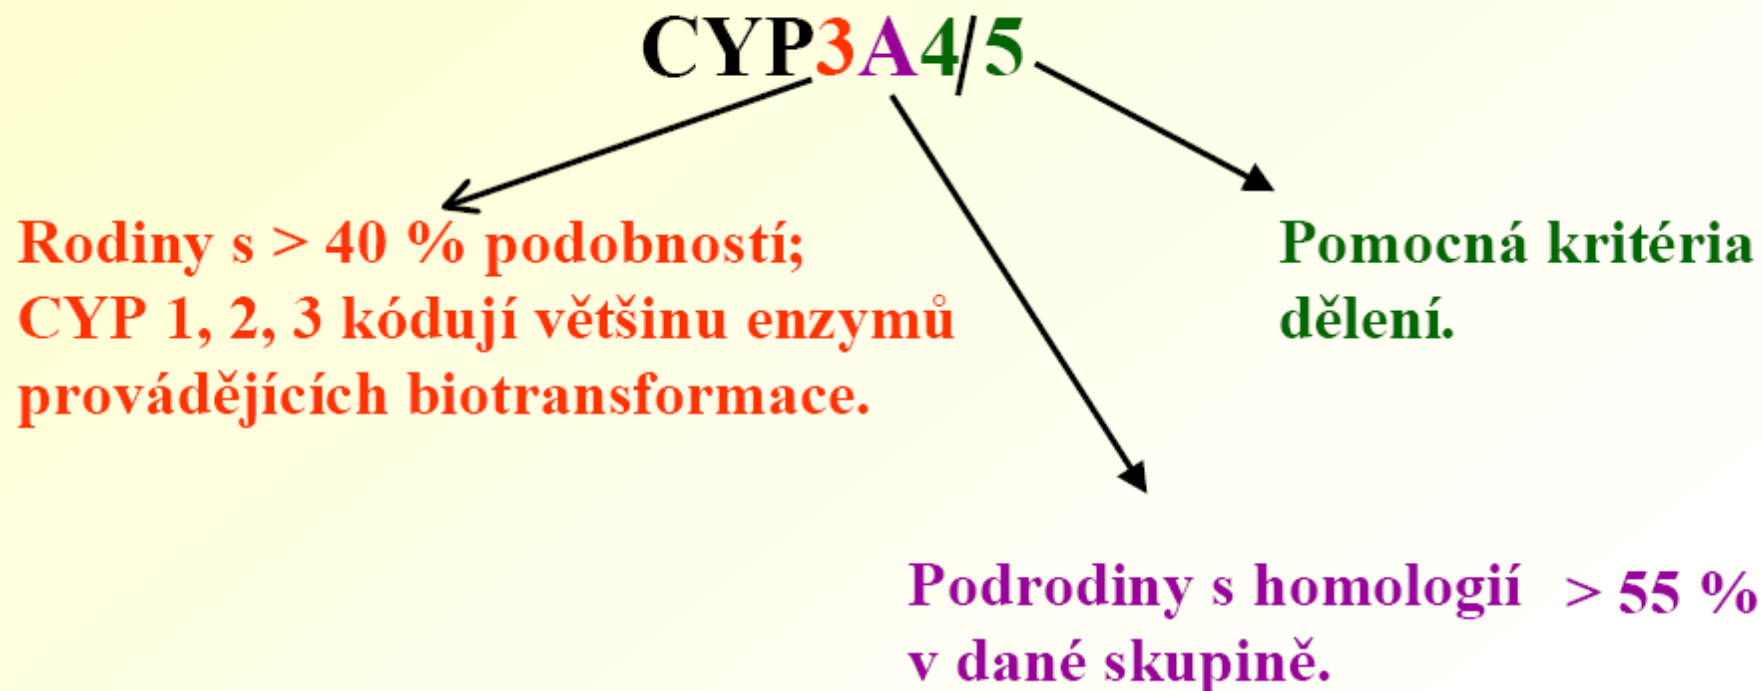 CYP3A4/5
Rodiny s > 40 % podobností;
CYP 1, 2, 3 kódují většinu enzymů
provádějících biotransformace.
Pomocná kritéria
dělení.
Podrodiny s homologií > 55 %
v dané skupině.